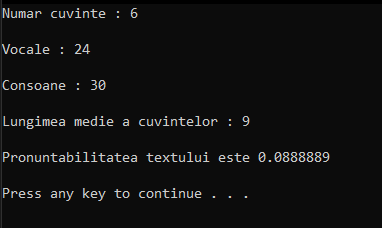 Numar cuvinte : 6
Vocale : 24
Consoane : 30
Lungimea medie a cuvintelor : 9
Pronuntabilitatea textului este 0.0888889
Press any key to continue . . .